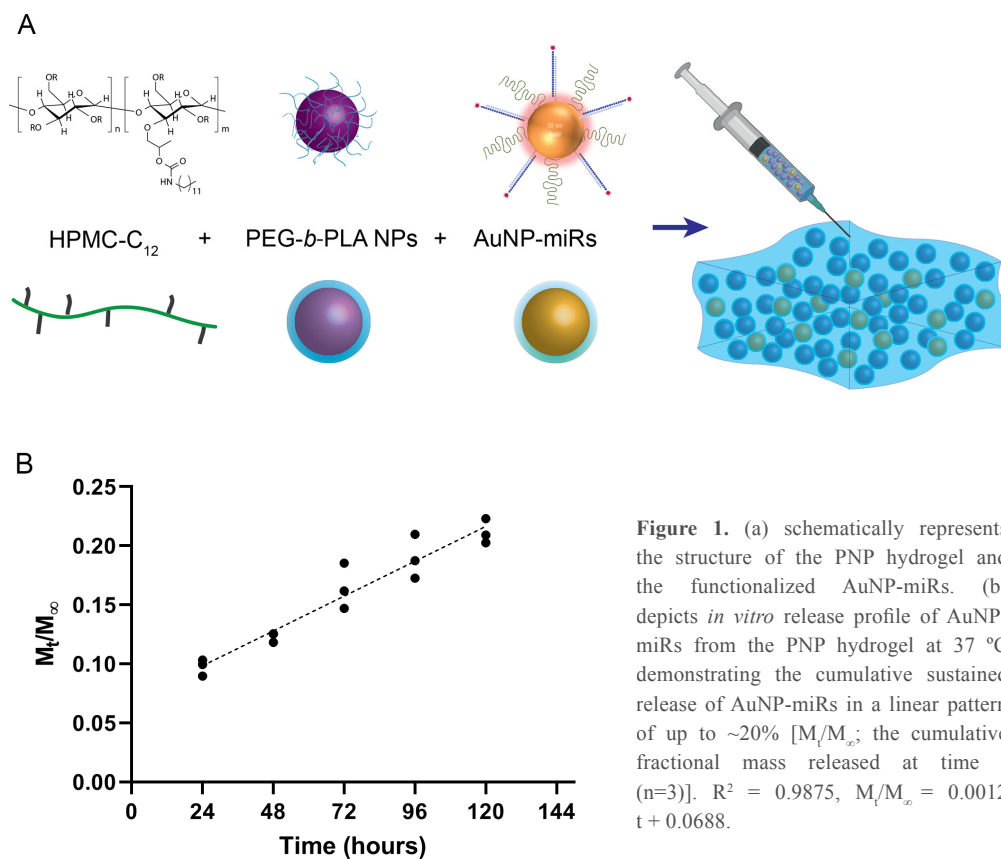 A
OR
OR
H
H
H
H
O
O
O
O
O
H
H
RO
H
OR
n
H
OR
m
H
H
O
O
O
HN
11
20 nm
AuNP
HPMC-C₁₂ + PEG-b-PLA NPs + AuNP-miRs
B
Mₜ/M∞
0.25
0.20
0.15
0.10
0.05
0.00
0 24 48 72 96 120 144
Time (hours)
Figure 1. (a) schematically represents
the structure of the PNP hydrogel and
the functionalized AuNP-miRs. (b
depicts in vitro release profile of AuNP
miRs from the PNP hydrogel at 37 ºC
demonstrating the cumulative sustained
release of AuNP-miRs in a linear pattern
of up to ~20% [Mₜ/M∞; the cumulative
fractional mass released at time
(n=3)]. R² = 0.9875, Mₜ/M∞ = 0.0012
t + 0.0688.